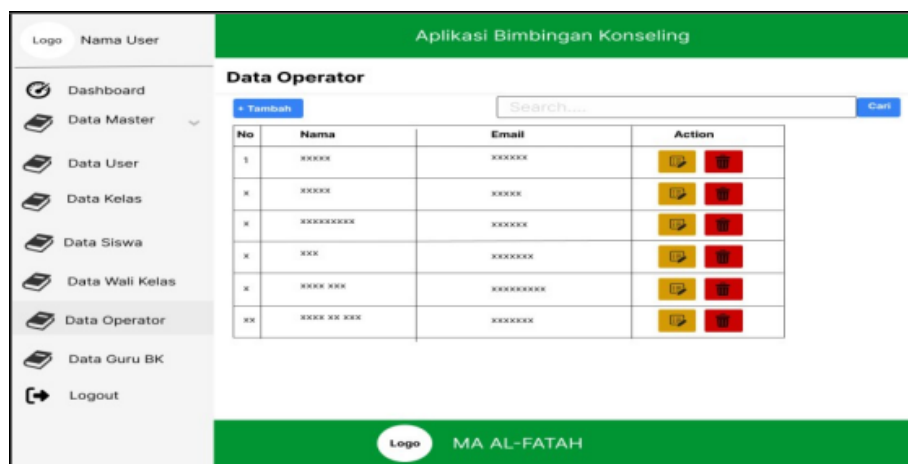 Logo Nama User
Aplikasi Bimbingan Konseling
Dashboard
Data Master
Data User
Data Kelas
Data Siswa
Data Wali Kelas
Data Operator
Data Guru BK
Logout
Data Operator
+ Tambah
Search....
Cari
No Nama Email Action
1 xxxxx xxxxxx
x xxxxx xxxxx
x xxxxxxxxx xxxxxx
x xxx xxxxxxx
x xxxx xxx xxxxxxxxx
xx xxxx xx xxx xxxxxxx
Logo MA AL-FATAH